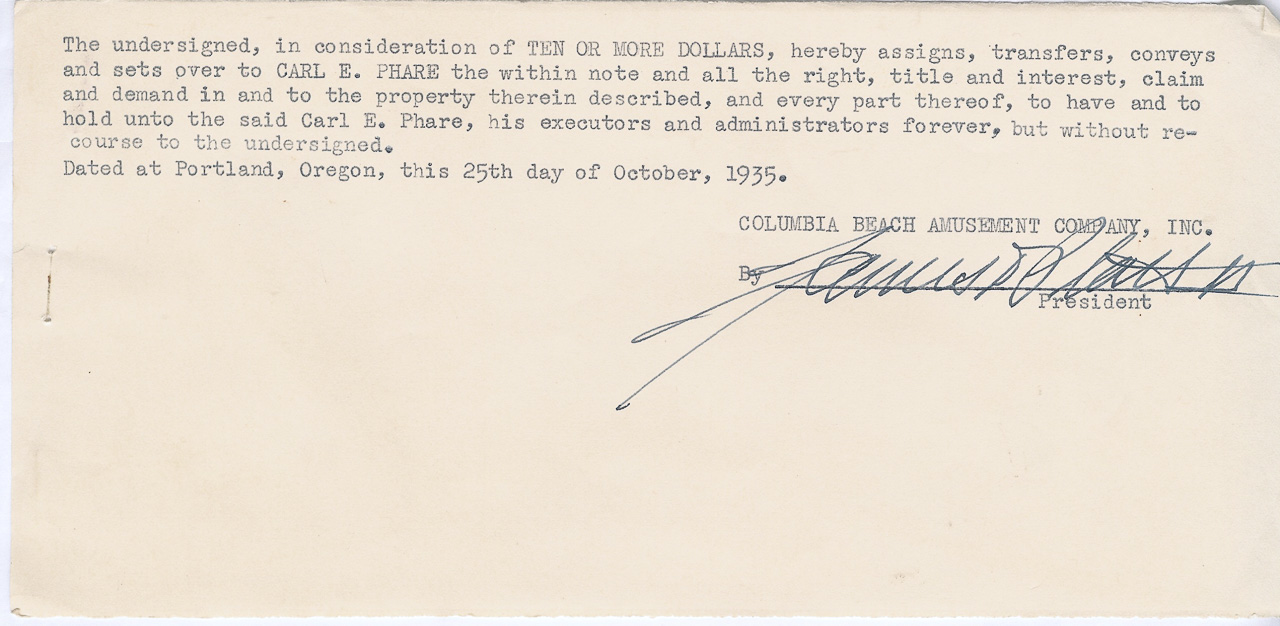 The undersigned, in consideration of TEN OR MORE DOLLARS, hereby assigns, transfers, conveys
and sets over to CARL E. PHARE the within note and all the right, title and interest, claim
and demand in and to the property therein described, and every part thereof, to have and to
hold unto the said Carl E. Phare, his executors and administrators forever, but without re-
course to the undersigned.
Dated at Portland, Oregon, this 25th day of October, 1935.
COLUMBIA BEACH AMUSEMENT COMPANY, INC.
By James
President